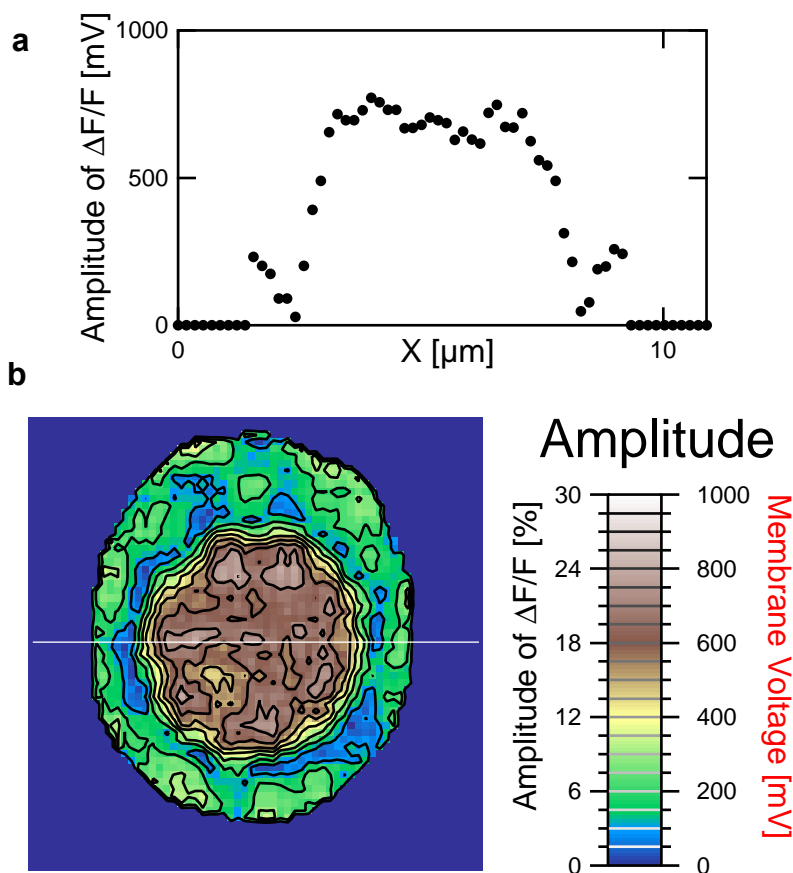 a
Amplitude of ΔF/F [mV]
1000
500
0
0
10
X [µm]
b
Amplitude
Amplitude of ΔF/F [%]
30
24
18
12
6
0
1000
800
600
400
200
0
Membrane Voltage [mV]